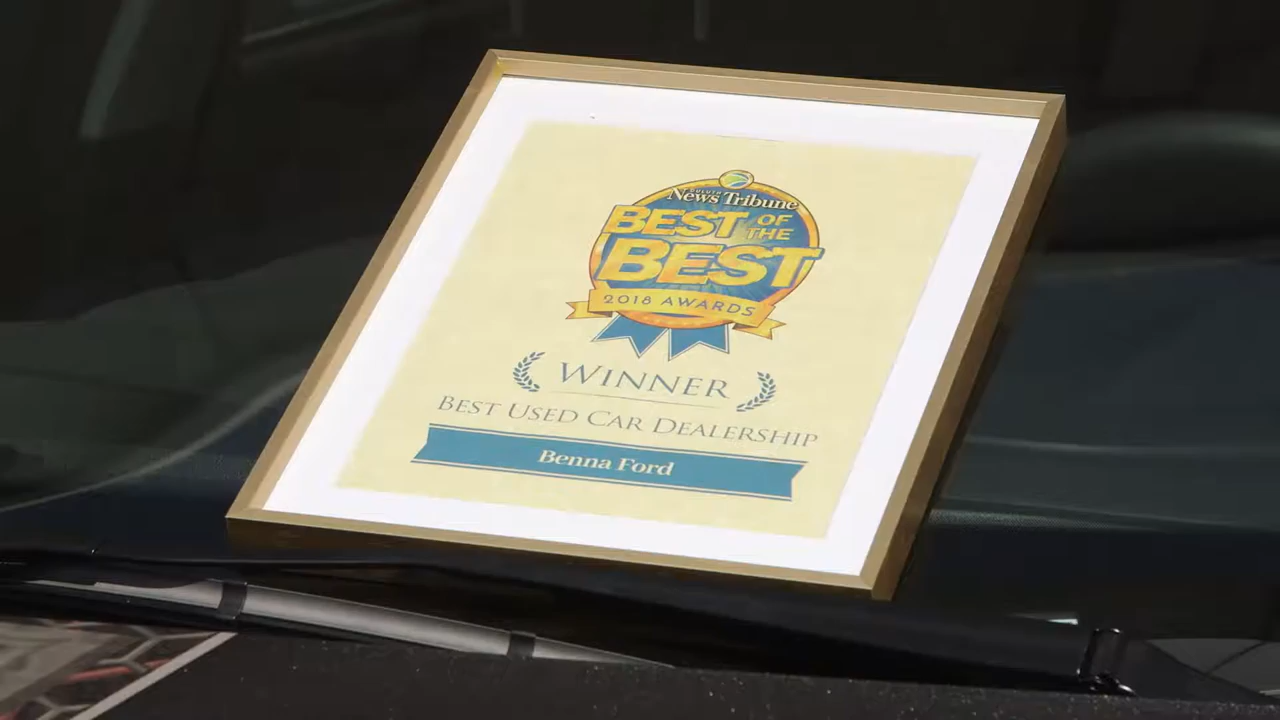 DULUTH
News Tribune
BEST OF THE
BEST
2018 AWARDS
WINNER
BEST USED CAR DEALERSHIP
Benna Ford